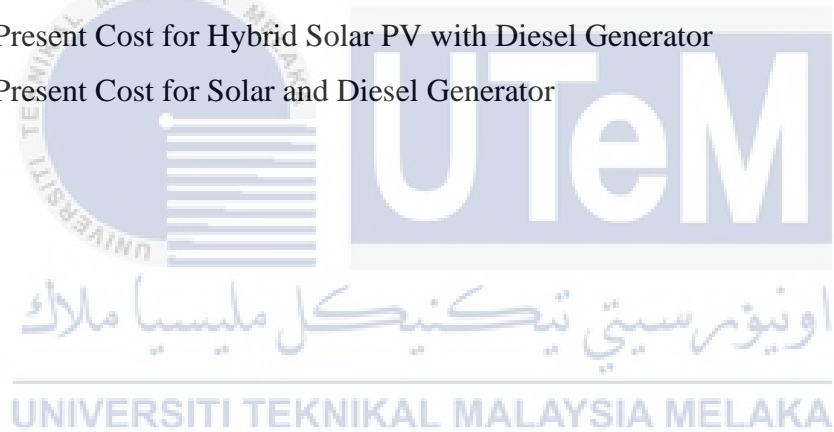 Present Cost for Hybrid Solar PV with Diesel Generator
Present Cost for Solar and Diesel Generator
UTeM
اونيۏرسيتي تيكنيكل مليسيا ملاك
UNIVERSITI TEKNIKAL MALAYSIA MELAKA